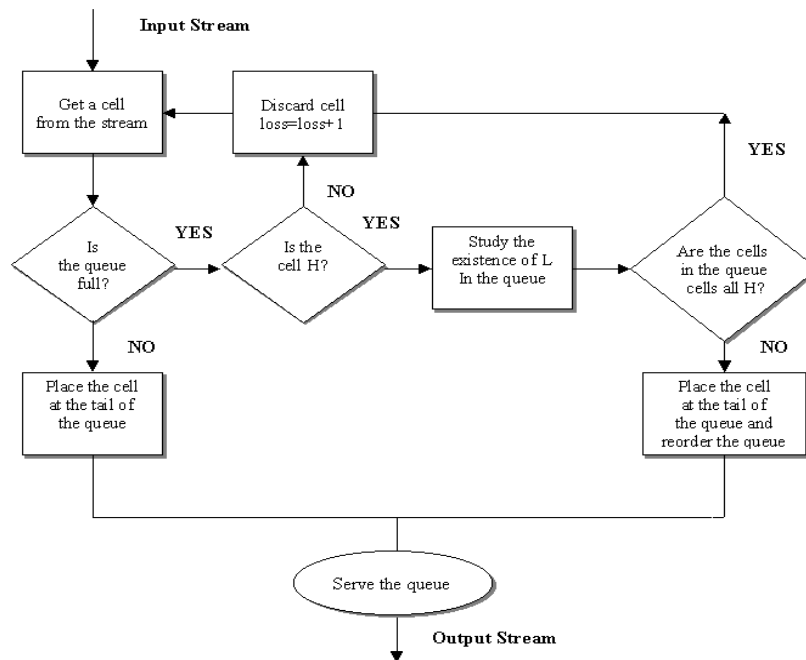 Input Stream
Get a cell
from the stream
Discard cell
loss=loss+1
YES
NO
YES
YES
Is
the queue
full?
Is the
cell H?
Study the
existence of L
In the queue
Are the cells
in the queue
cells all H?
NO
NO
Place the cell
at the tail of
the queue
Place the cell
at the tail of
the queue and
reorder the queue
Serve the queue
Output Stream